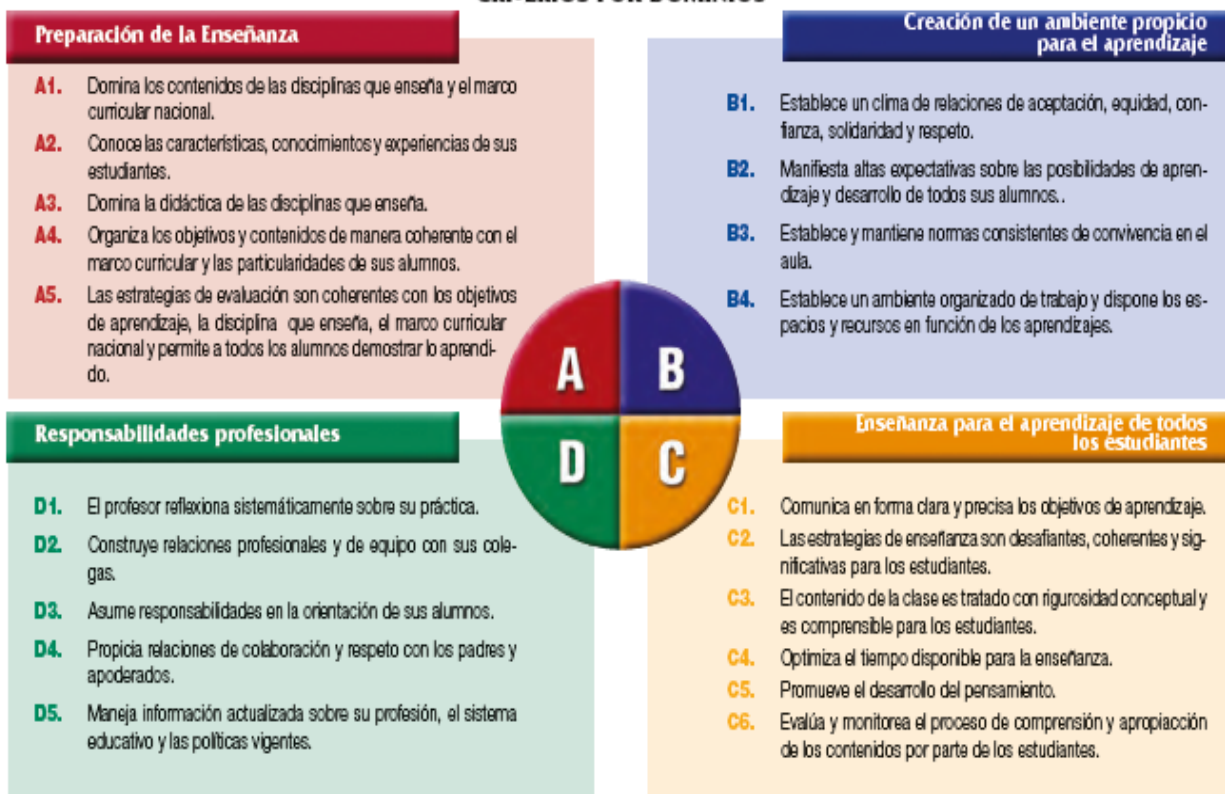 CRITERIOS POR DOMINIOS
Preparación de la Enseñanza
A1. Domina los contenidos de las disciplinas que enseña y el marco
curricular nacional.
A2. Conoce las características, conocimientos y experiencias de sus
estudiantes.
A3. Domina la didáctica de las disciplinas que enseña.
A4. Organiza los objetivos y contenidos de manera coherente con el
marco curricular y las particularidades de sus alumnos.
A5. Las estrategias de evaluación son coherentes con los objetivos
de aprendizaje, la disciplina que enseña, el marco curricular
nacional y permite a todos los alumnos demostrar lo aprendi-
do.
Creación de un ambiente propicio
para el aprendizaje
B1. Establece un clima de relaciones de aceptación, equidad, con-
fianza, solidaridad y respeto.
B2. Manifiesta altas expectativas sobre las posibilidades de apren-
dizaje y desarrollo de todos sus alumnos..
B3. Establece y mantiene normas consistentes de convivencia en el
aula.
B4. Establece un ambiente organizado de trabajo y dispone los es-
pacios y recursos en función de los aprendizajes.
A B
D C
Responsabilidades profesionales
D1. El profesor reflexiona sistemáticamente sobre su práctica.
D2. Construye relaciones profesionales y de equipo con sus cole-
gas.
D3. Asume responsabilidades en la orientación de sus alumnos.
D4. Propicia relaciones de colaboración y respeto con los padres y
apoderados.
D5. Maneja información actualizada sobre su profesión, el sistema
educativo y las políticas vigentes.
Enseñanza para el aprendizaje de todos
los estudiantes
C1. Comunica en forma clara y precisa los objetivos de aprendizaje.
C2. Las estrategias de enseñanza son desafiantes, coherentes y sig-
nificativas para los estudiantes.
C3. El contenido de la clase es tratado con rigurosidad conceptual y
es comprensible para los estudiantes.
C4. Optimiza el tiempo disponible para la enseñanza.
C5. Promueve el desarrollo del pensamiento.
C6. Evalúa y monitorea el proceso de comprensión y apropiacción
de los contenidos por parte de los estudiantes.